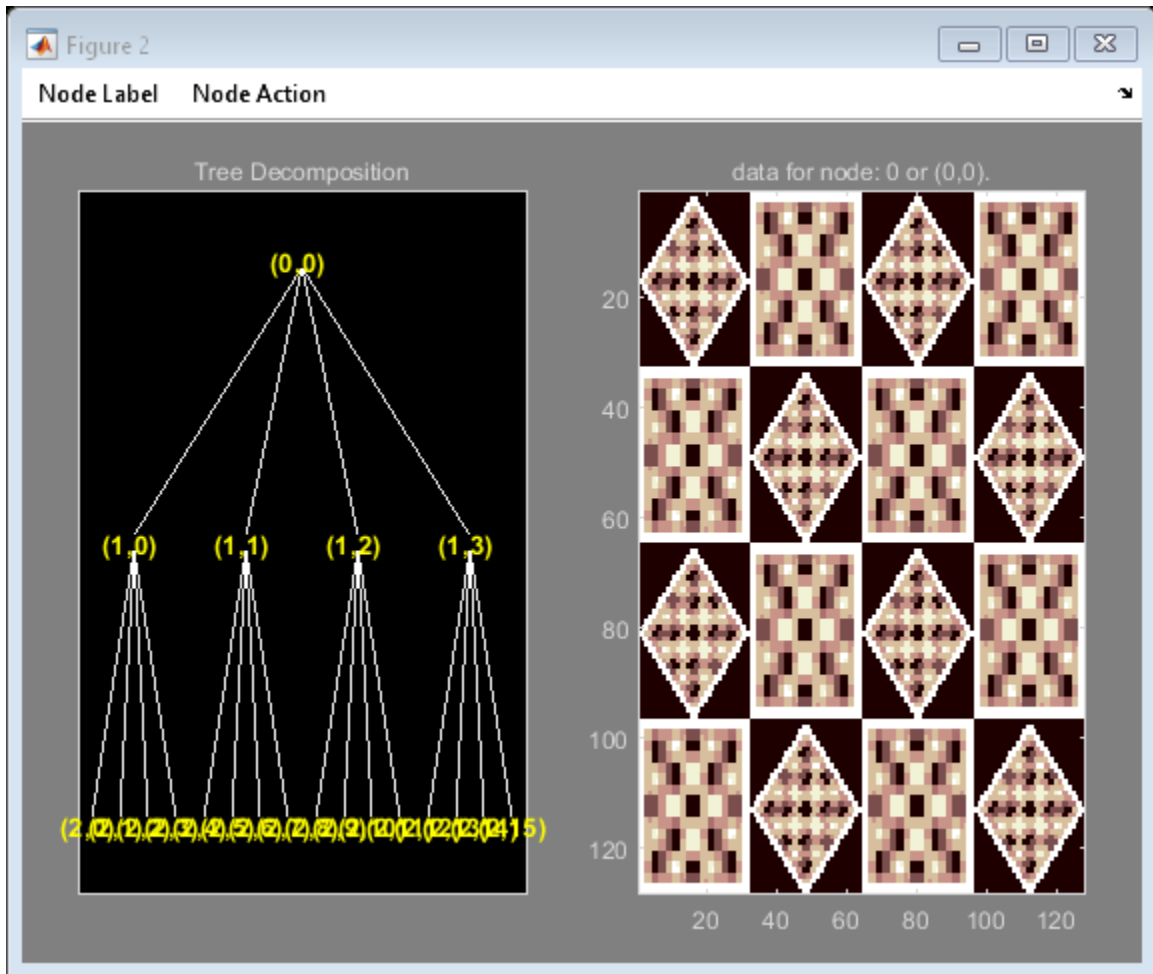 Figure 2
Node Label Node Action
Tree Decomposition
(0,0)
(1,0) (1,1) (1,2) (1,3)
data for node: 0 or (0,0).
20
40
60
80
100
120
20 40 60 80 100 120